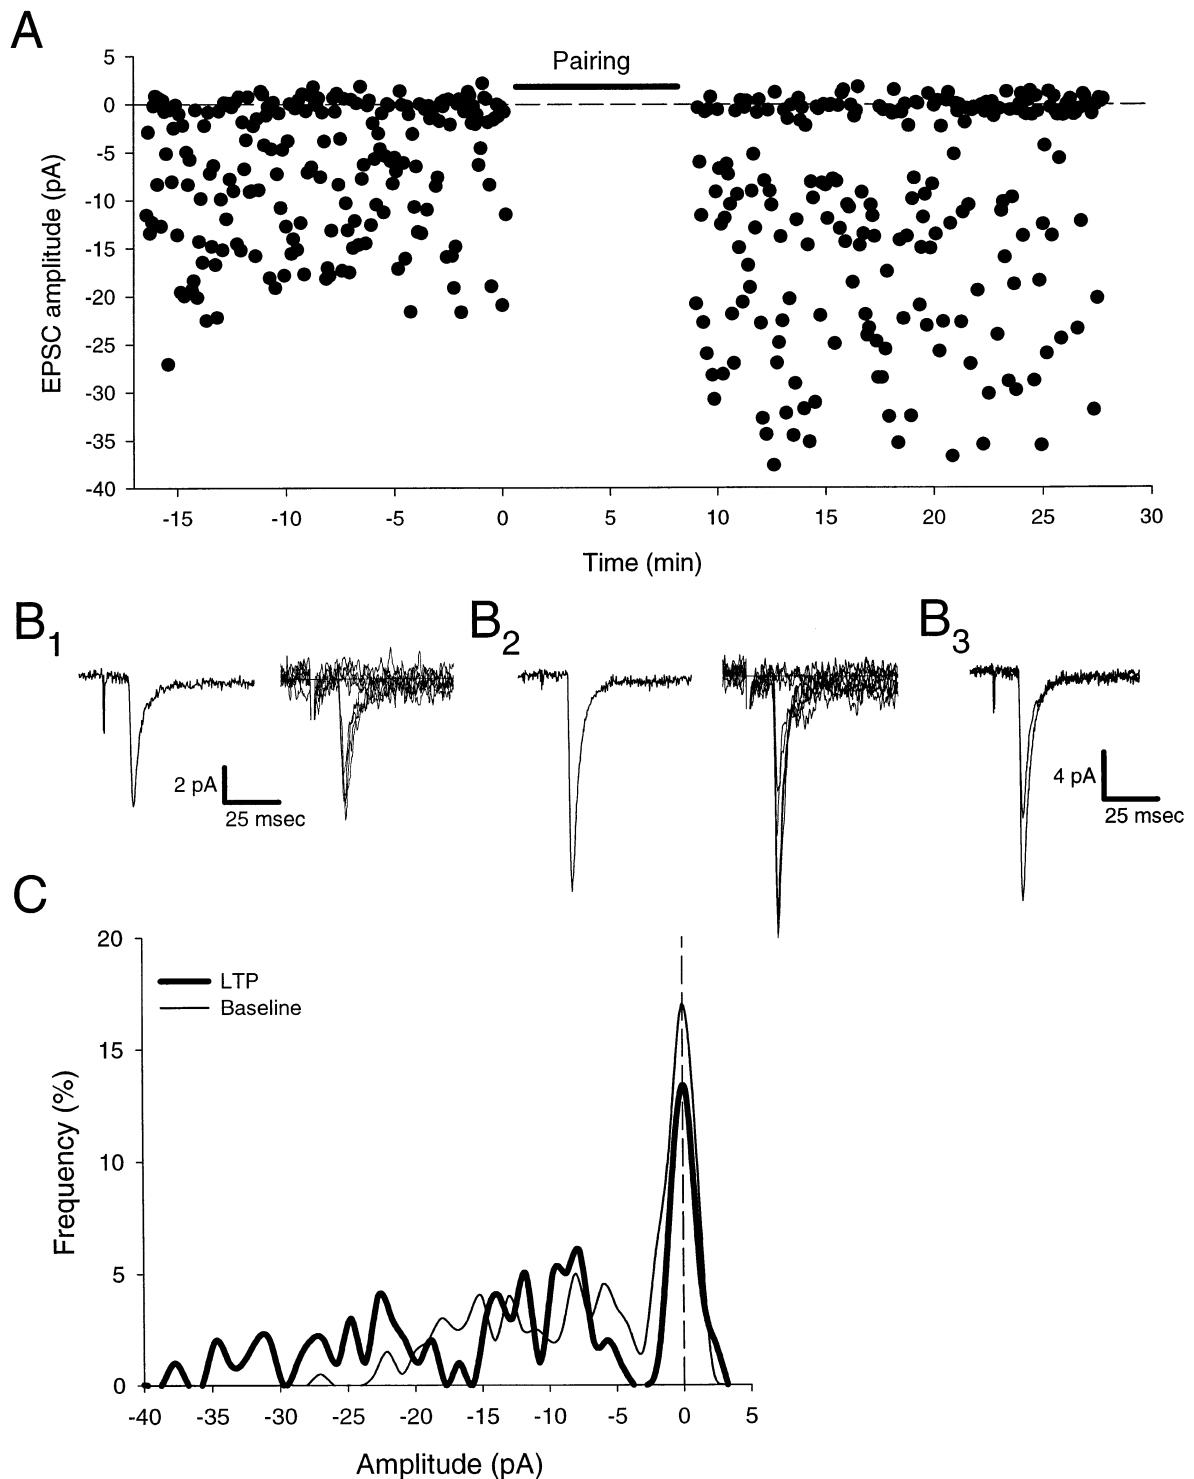 A
Pairing
5
0
-5
-10
-15
-20
-25
-30
-35
-40
EPSC amplitude (pA)
-15
-10
-5
0
5
10
15
20
25
30
Time (min)
B1
B2
B3
2 pA
25 msec
4 pA
25 msec
C
20
15
10
5
0
Frequency (%)
LTP
Baseline
-40
-35
-30
-25
-20
-15
-10
-5
0
5
Amplitude (pA)